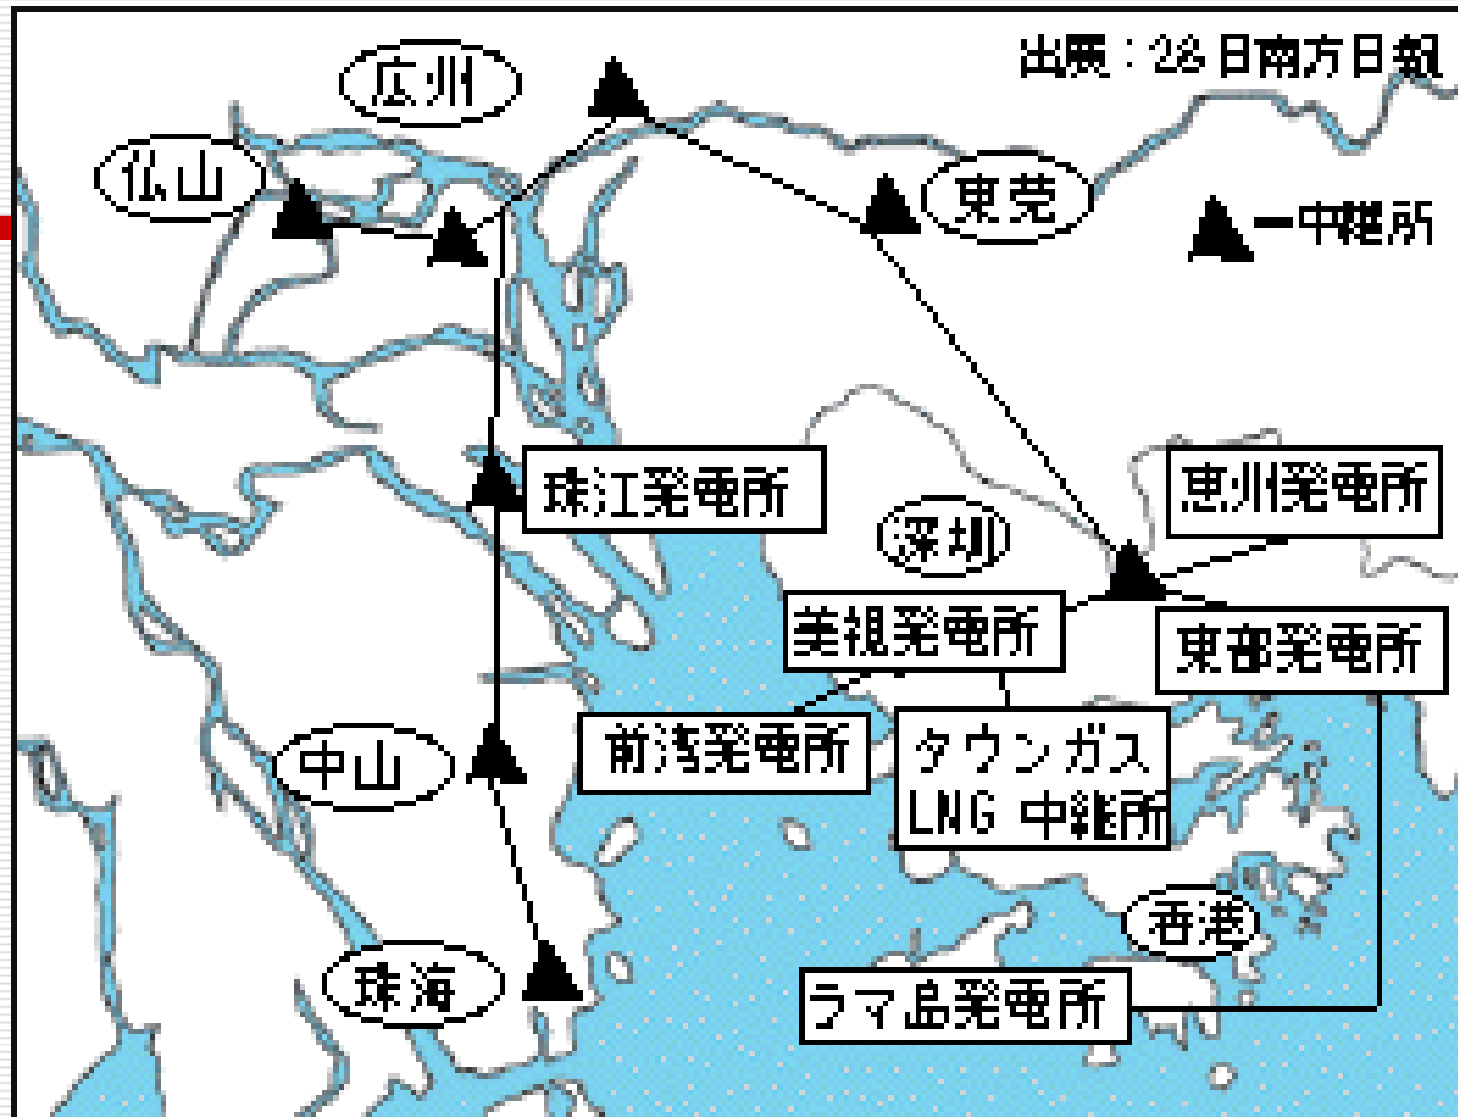 出展：28日南方日報
広州
仏山
東莞
ー中継所
珠江発電所
恵州発電所
深圳
美視発電所
東部発電所
中山
前湾発電所
タウンガス
LNG 中継所
香港
珠海
ラマ島発電所